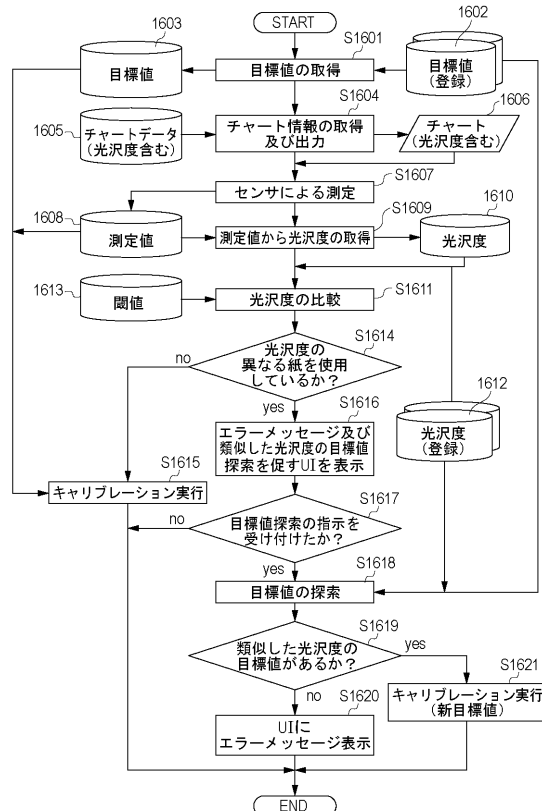 START
1603
1602
S1601
目標値
目標値の取得
目標値
(登録)
S1604
1606
1605
チャートデータ
(光沢度含む)
チャート情報の取得
及び出力
チャート
(光沢度含む)
S1607
センサによる測定
1608
S1609
1610
測定値
測定値から光沢度の取得
光沢度
1613
閾値
光沢度の比較
S1611
S1614
no
光沢度の
異なる紙を使用
しているか？
yes
S1616
1612
エラーメッセージ及び
類似した光沢度の目標値
探索を促すUIを表示
光沢度
(登録)
S1615
キャリブレーション実行
S1617
no
目標値探索の指示を
受け付けたか？
yes
S1618
目標値の探索
S1619
類似した光沢度の
目標値があるか？
yes
S1621
no
キャリブレーション実行
(新目標値)
S1620
UIに
エラーメッセージ表示
END